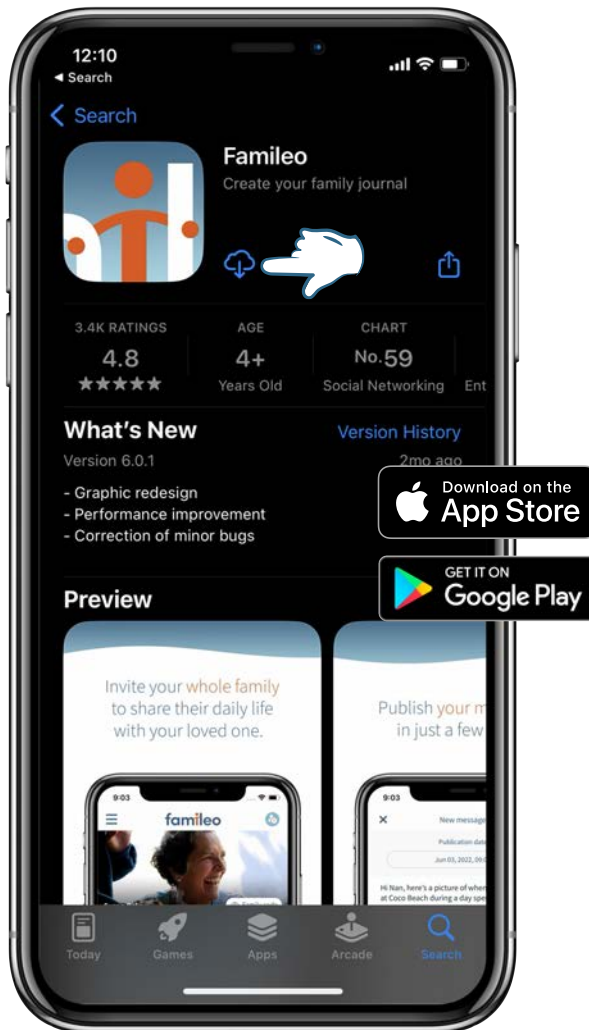 12:10
Search
Search
Famileo
Create your family journal
3.4K RATINGS
4.8
AGE
4+
Years Old
CHART
No.59
Social Networking
Ent
What's New
Version History
Version 6.0.1
2mo ago
- Graphic redesign
- Performance improvement
- Correction of minor bugs
Download on the
App Store
GET IT ON
Google Play
Preview
Invite your whole family
to share their daily life
with your loved one.
Publish your m
in just a few
9:03
famileo
9:03
New message
Publication date
Jun 03, 2022, 09:0
Hi Nan, here's a picture of when
at Coco Beach during a day spe
Today
Games
Apps
Arcade
Search